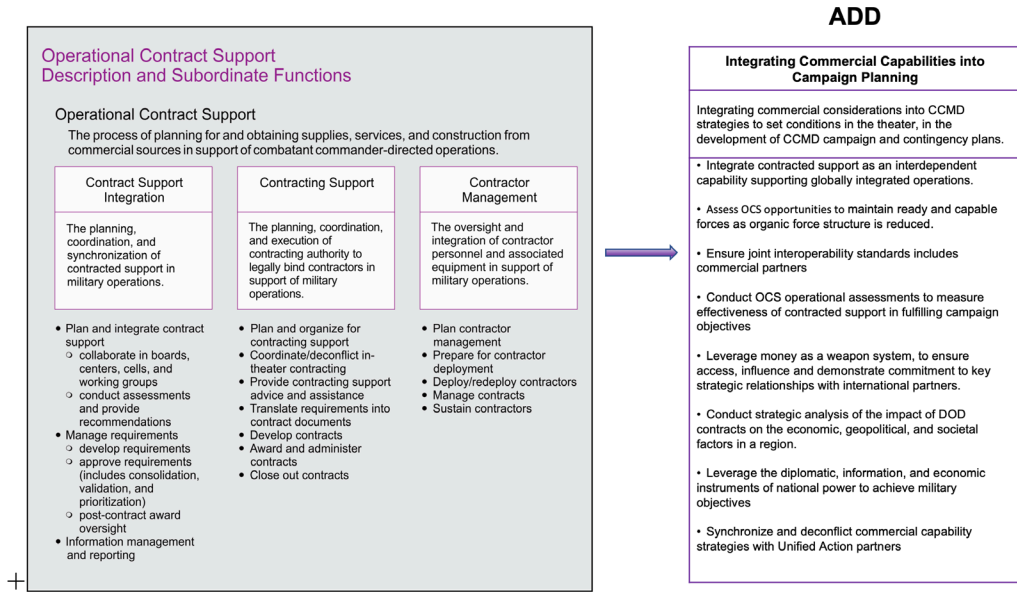 ADD
Operational Contract Support
Description and Subordinate Functions
Operational Contract Support
The process of planning for and obtaining supplies, services, and construction from
commercial sources in support of combatant commander-directed operations.
Contract Support
Integration
The planning,
coordination, and
synchronization of
contracted support in
military operations.
• Plan and integrate contract
support
○ collaborate in boards,
centers, cells, and
working groups
○ conduct assessments
and provide
recommendations
• Manage requirements
○ develop requirements
○ approve requirements
(includes consolidation,
validation, and
prioritization)
○ post-contract award
oversight
• Information management
and reporting
Contracting Support
The planning, coordination,
and execution of
contracting authority to
legally bind contractors in
support of military
operations.
• Plan and organize for
contracting support
• Coordinate/deconflict in-
theater contracting
• Provide contracting support
advice and assistance
• Translate requirements into
contract documents
• Develop contracts
• Award and administer
contracts
• Close out contracts
Contractor
Management
The oversight and
integration of contractor
personnel and associated
equipment in support of
military operations.
• Plan contractor
management
• Prepare for contractor
deployment
• Deploy/redeploy contractors
• Manage contracts
• Sustain contractors
Integrating Commercial Capabilities into
Campaign Planning
Integrating commercial considerations into CCMD
strategies to set conditions in the theater, in the
development of CCMD campaign and contingency plans.
• Integrate contracted support as an interdependent
capability supporting globally integrated operations.
• Assess OCS opportunities to maintain ready and capable
forces as organic force structure is reduced.
• Ensure joint interoperability standards includes
commercial partners
• Conduct OCS operational assessments to measure
effectiveness of contracted support in fulfilling campaign
objectives
• Leverage money as a weapon system, to ensure
access, influence and demonstrate commitment to key
strategic relationships with international partners.
• Conduct strategic analysis of the impact of DOD
contracts on the economic, geopolitical, and societal
factors in a region.
• Leverage the diplomatic, information, and economic
instruments of national power to achieve military
objectives
• Synchronize and deconflict commercial capability
strategies with Unified Action partners